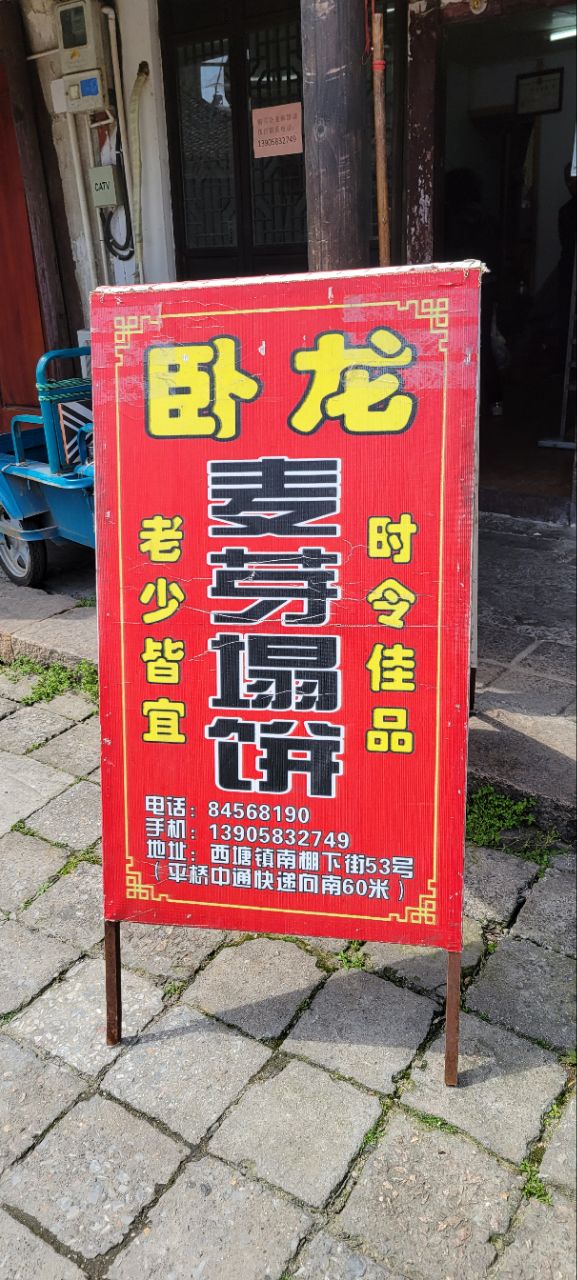 13905832749
CATV
卧龙
麦芽塌饼
老少皆宜
时令佳品
电话：84568190
手机：13905832749
地址：西塘镇南棚下街53号
（平桥中通快递向南60米）